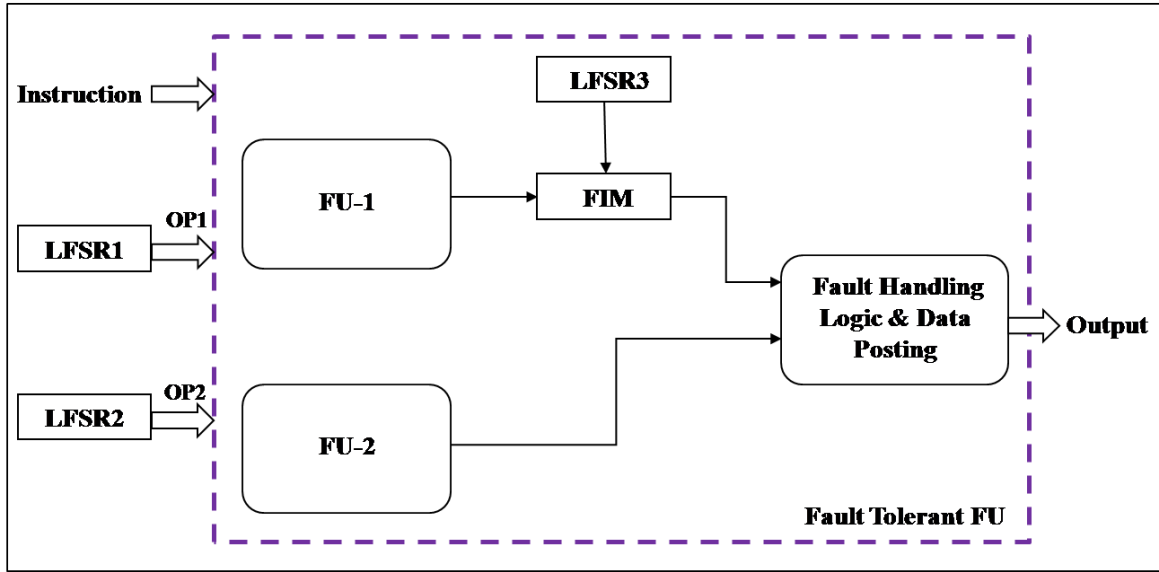 LFSR3
Instruction
FU-1
FIM
OP1
LFSR1
Fault Handling
Logic & Data
Posting
Output
OP2
LFSR2
FU-2
Fault Tolerant FU